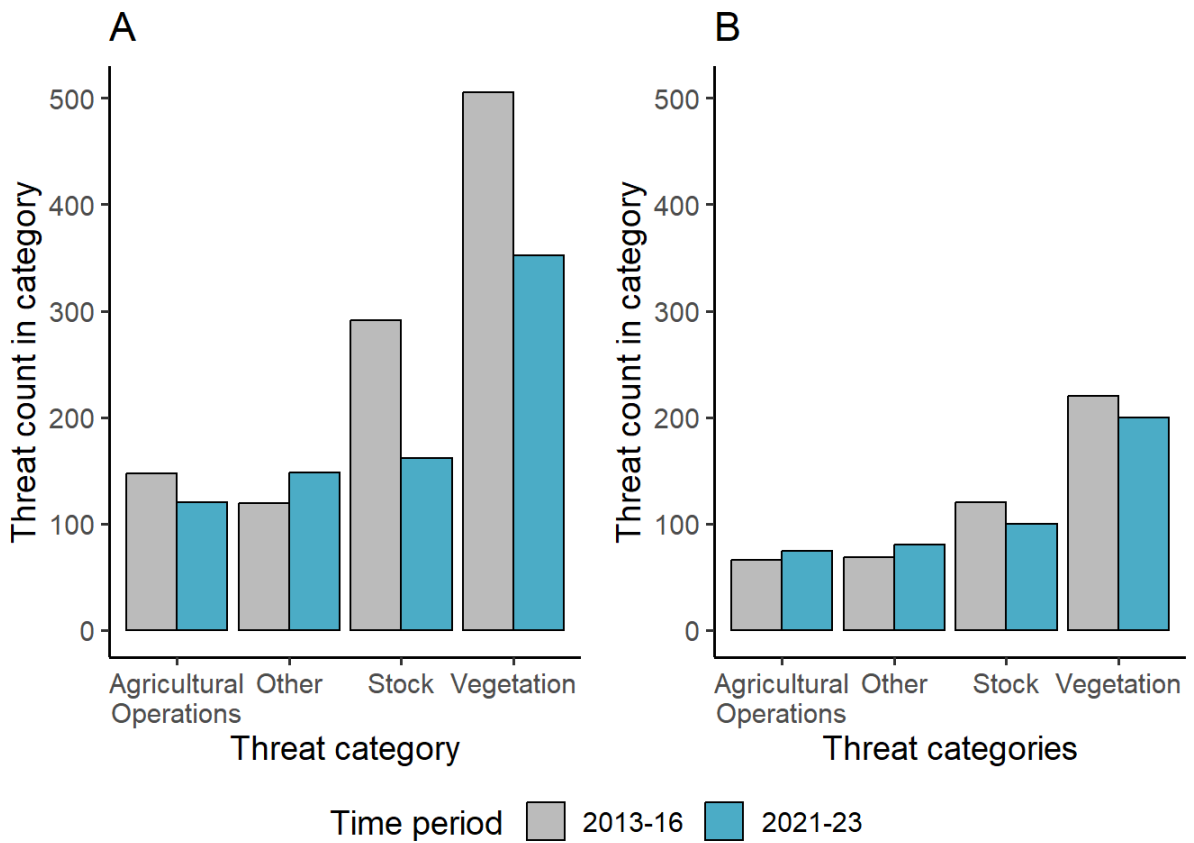 A
Threat count in category
500
400
300
200
100
0
Agricultural Operations
Other
Stock
Vegetation
Threat category
B
Threat count in category
500
400
300
200
100
0
Agricultural Operations
Other
Stock
Vegetation
Threat categories
Time period 2013-16 2021-23